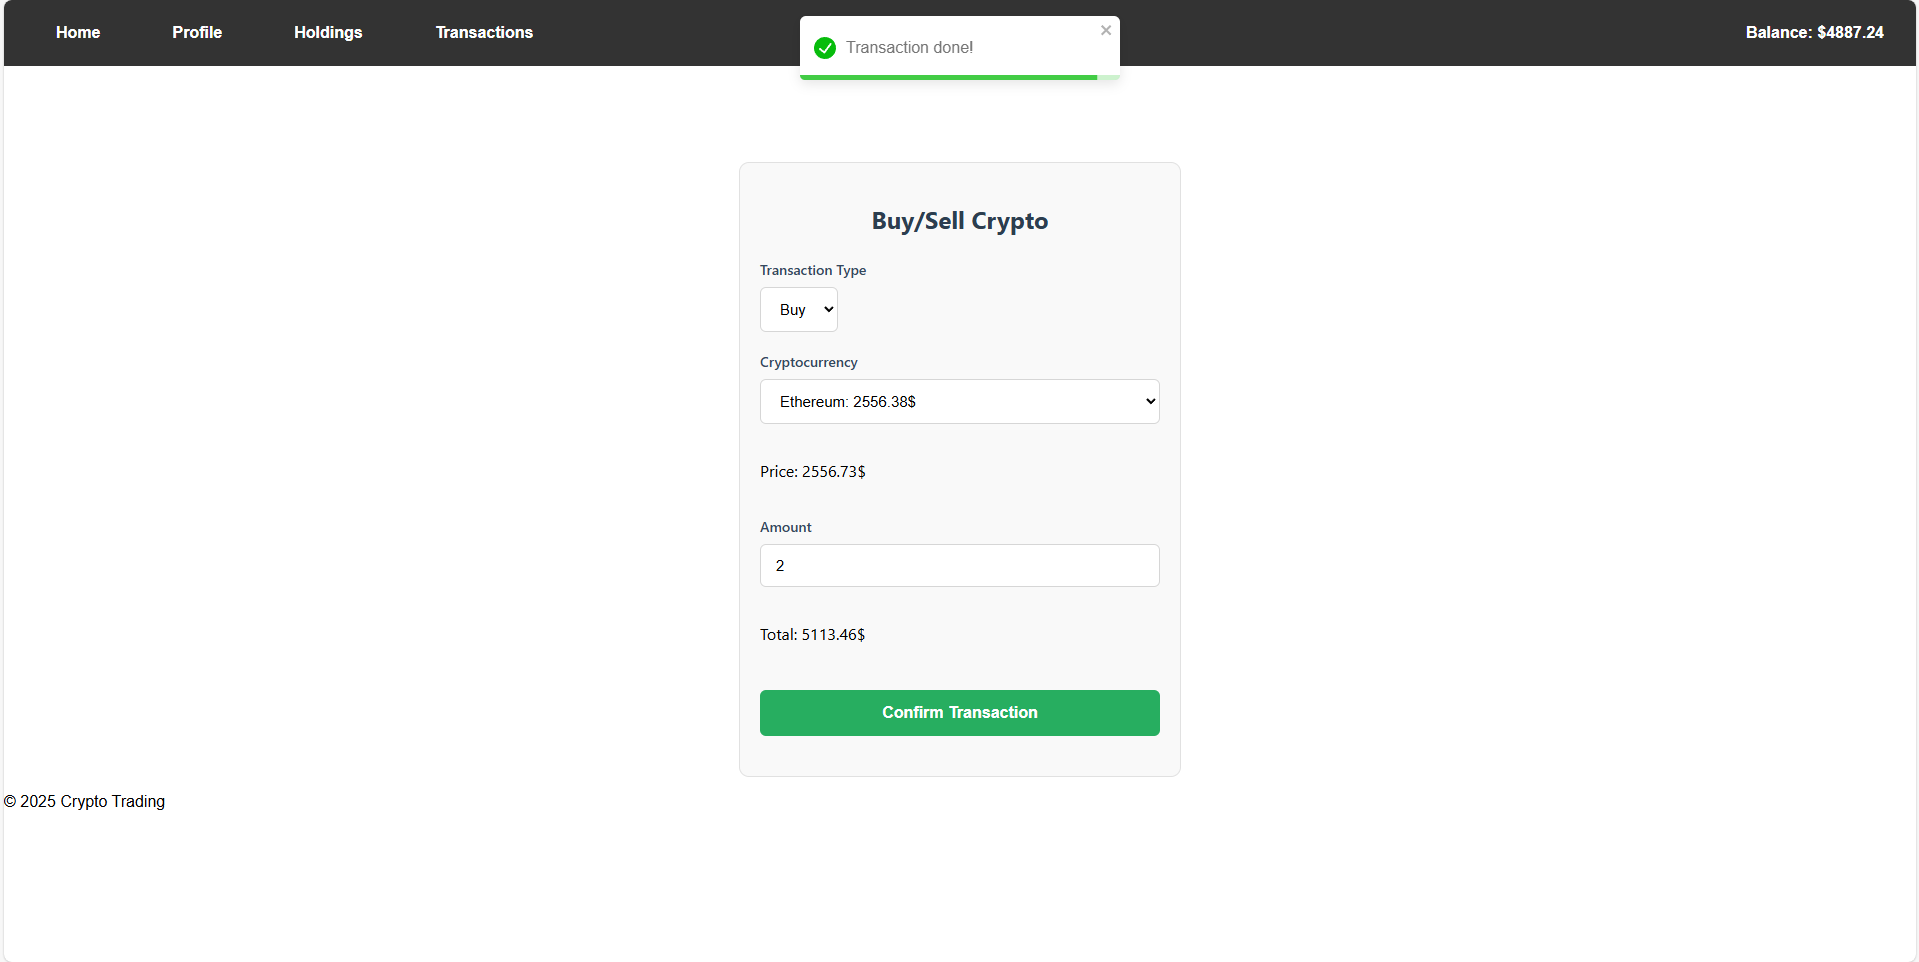 Home Profile Holdings Transactions Balance: $4887.24
Transaction done!
Buy/Sell Crypto
Transaction Type
Buy
Cryptocurrency
Ethereum: 2556.38$
Price: 2556.73$
Amount
2
Total: 5113.46$
Confirm Transaction
© 2025 Crypto Trading